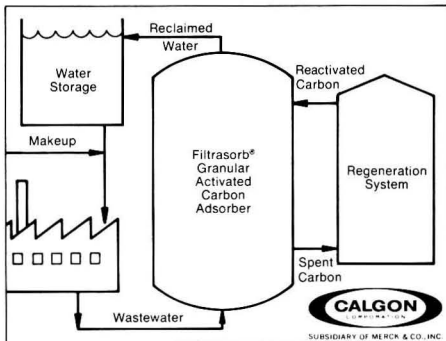 Reclaimed
Water
Water
Storage
Reactivated
Carbon
Makeup
Filtrasorb®
Granular
Activated
Carbon
Adsorber
Regeneration
System
Spent
Carbon
Wastewater
CALGON
CORPORATION
SUBSIDIARY OF MERCK & CO., INC.